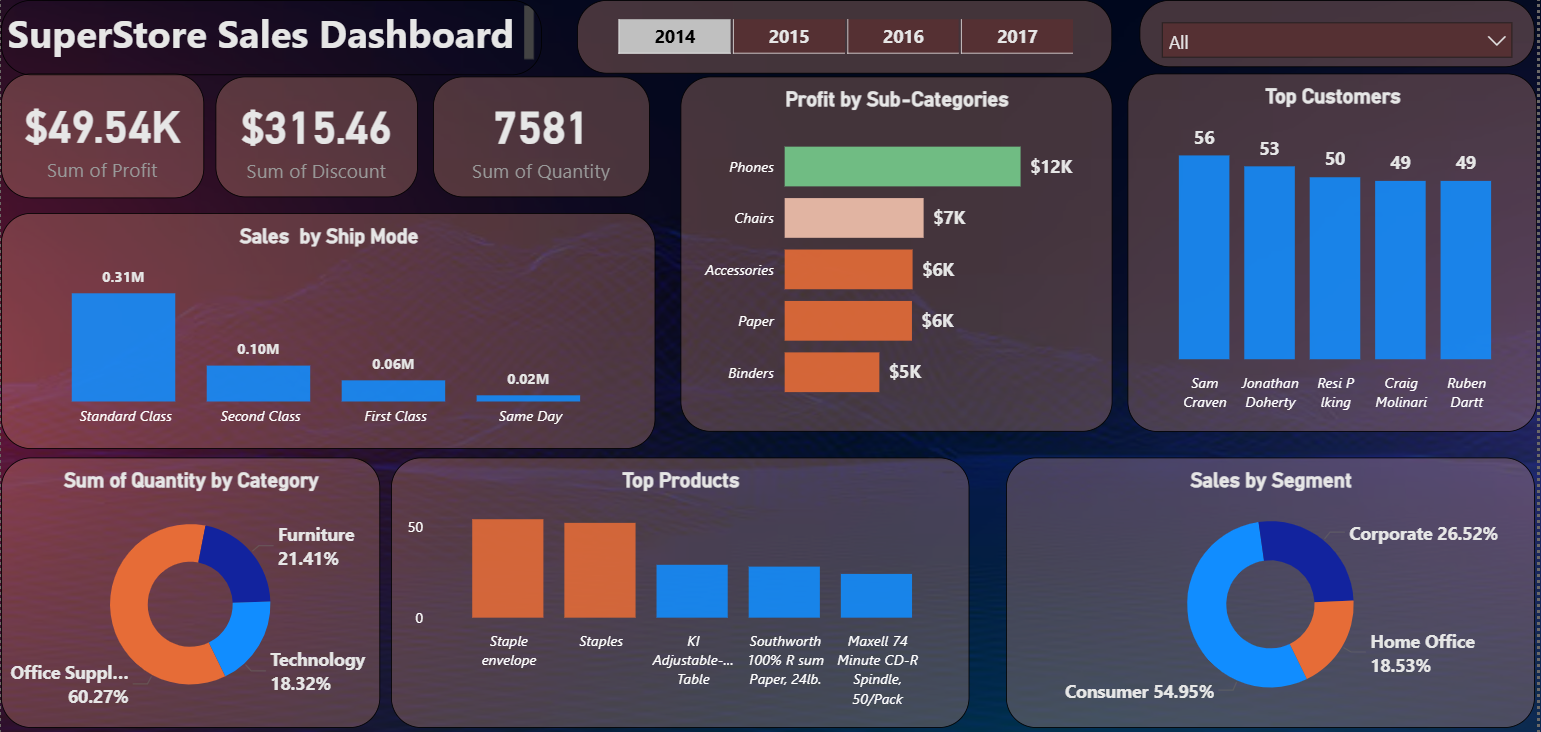 SuperStore Sales Dashboard
2014
2015
2016
2017
All
$49.54K
Sum of Profit
$315.46
Sum of Discount
7581
Sum of Quantity
Profit by Sub-Categories
Phones
$12K
Chairs
$7K
Accessories
$6K
Paper
$6K
Binders
$5K
Top Customers
56
53
50
49
49
Sam
Craven
Jonathan
Doherty
Resi P
lking
Craig
Molinari
Ruben
Dartt
Sales  by Ship Mode
0.31M
0.10M
0.06M
0.02M
Standard Class
Second Class
First Class
Same Day
Sum of Quantity by Category
Furniture
21.41%
Technology
18.32%
Office Suppl...
60.27%
Top Products
50
0
Staple
envelope
Staples
KI
Adjustable-...
Table
Southworth
100% R sum
Paper, 24lb.
Maxell 74
Minute CD-R
Spindle,
50/Pack
Sales by Segment
Corporate 26.52%
Home Office
18.53%
Consumer 54.95%